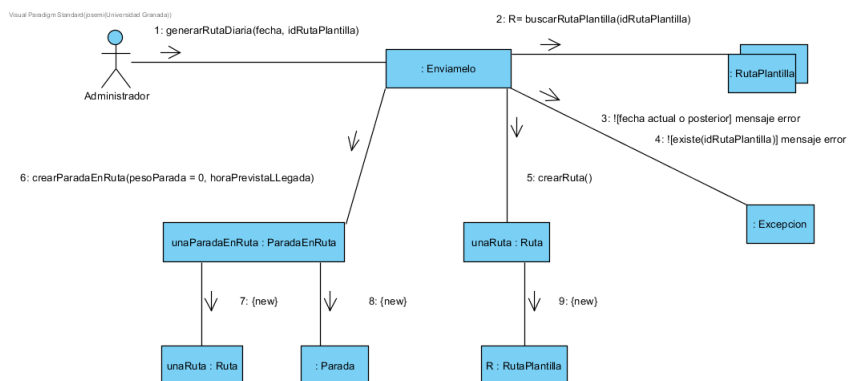 Visual Paradigm Standard(josemi(Universidad Granada))
1: generarRutaDiaria(fecha, idRutaPlantilla)
2: R= buscarRutaPlantilla(idRutaPlantilla)
: Enviamelo
: RutaPlantilla
Administrador
3: ![fecha actual o posterior] mensaje error
4: ![existe(idRutaPlantilla)] mensaje error
6: crearParadaEnRuta(pesoParada = 0, horaPrevistaLLegada)
5: crearRuta()
: Excepcion
unaParadaEnRuta : ParadaEnRuta
unaRuta : Ruta
7: {new}
8: {new}
9: {new}
unaRuta : Ruta
: Parada
R : RutaPlantilla